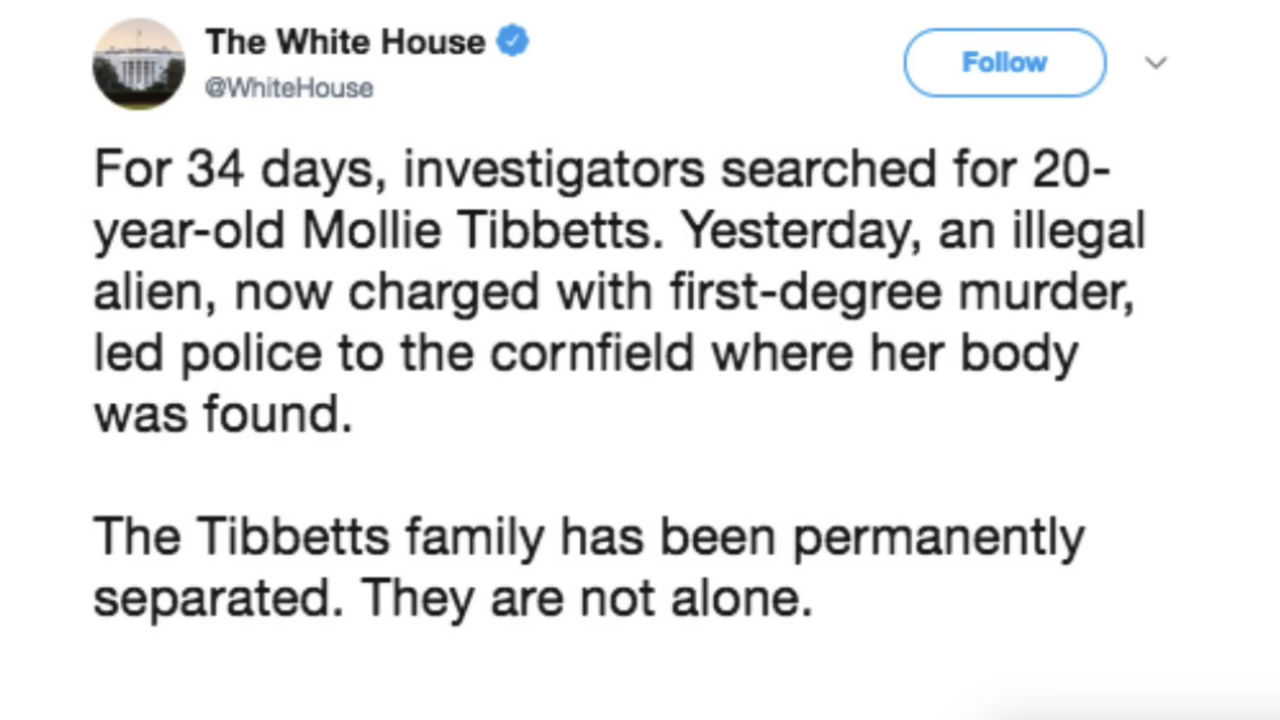 The White House
@WhiteHouse
Follow
For 34 days, investigators searched for 20-
year-old Mollie Tibbetts. Yesterday, an illegal
alien, now charged with first-degree murder,
led police to the cornfield where her body
was found.
The Tibbetts family has been permanently
separated. They are not alone.